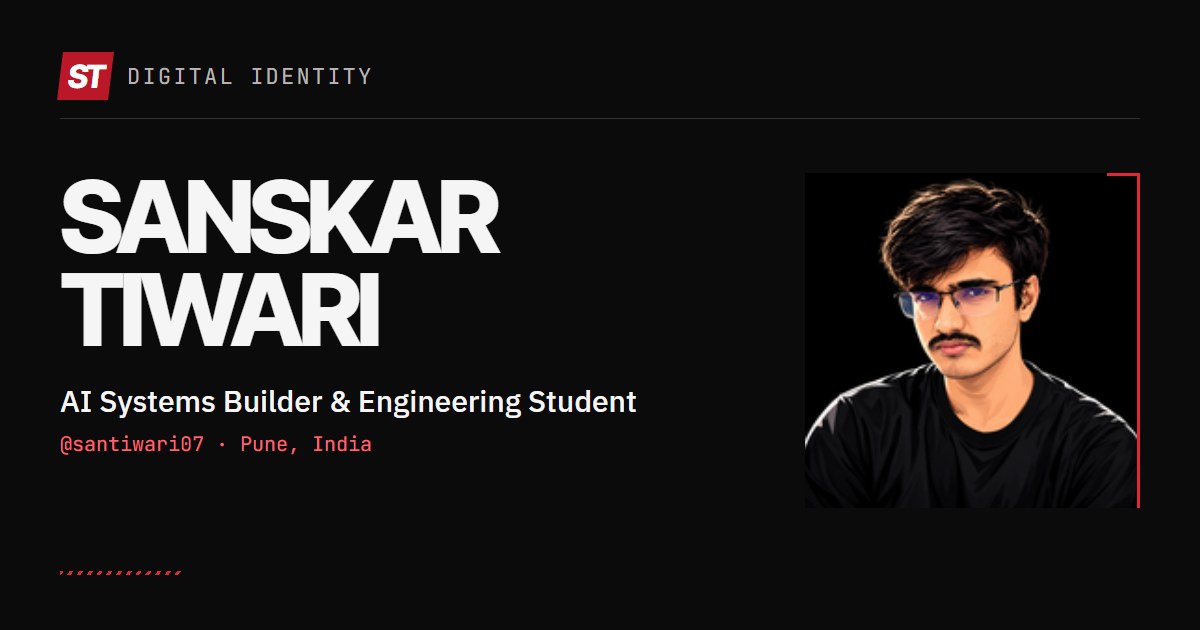 ST DIGITAL IDENTITY
SANSKAR
TIWARI
AI Systems Builder & Engineering Student
@santiwari07 · Pune, India